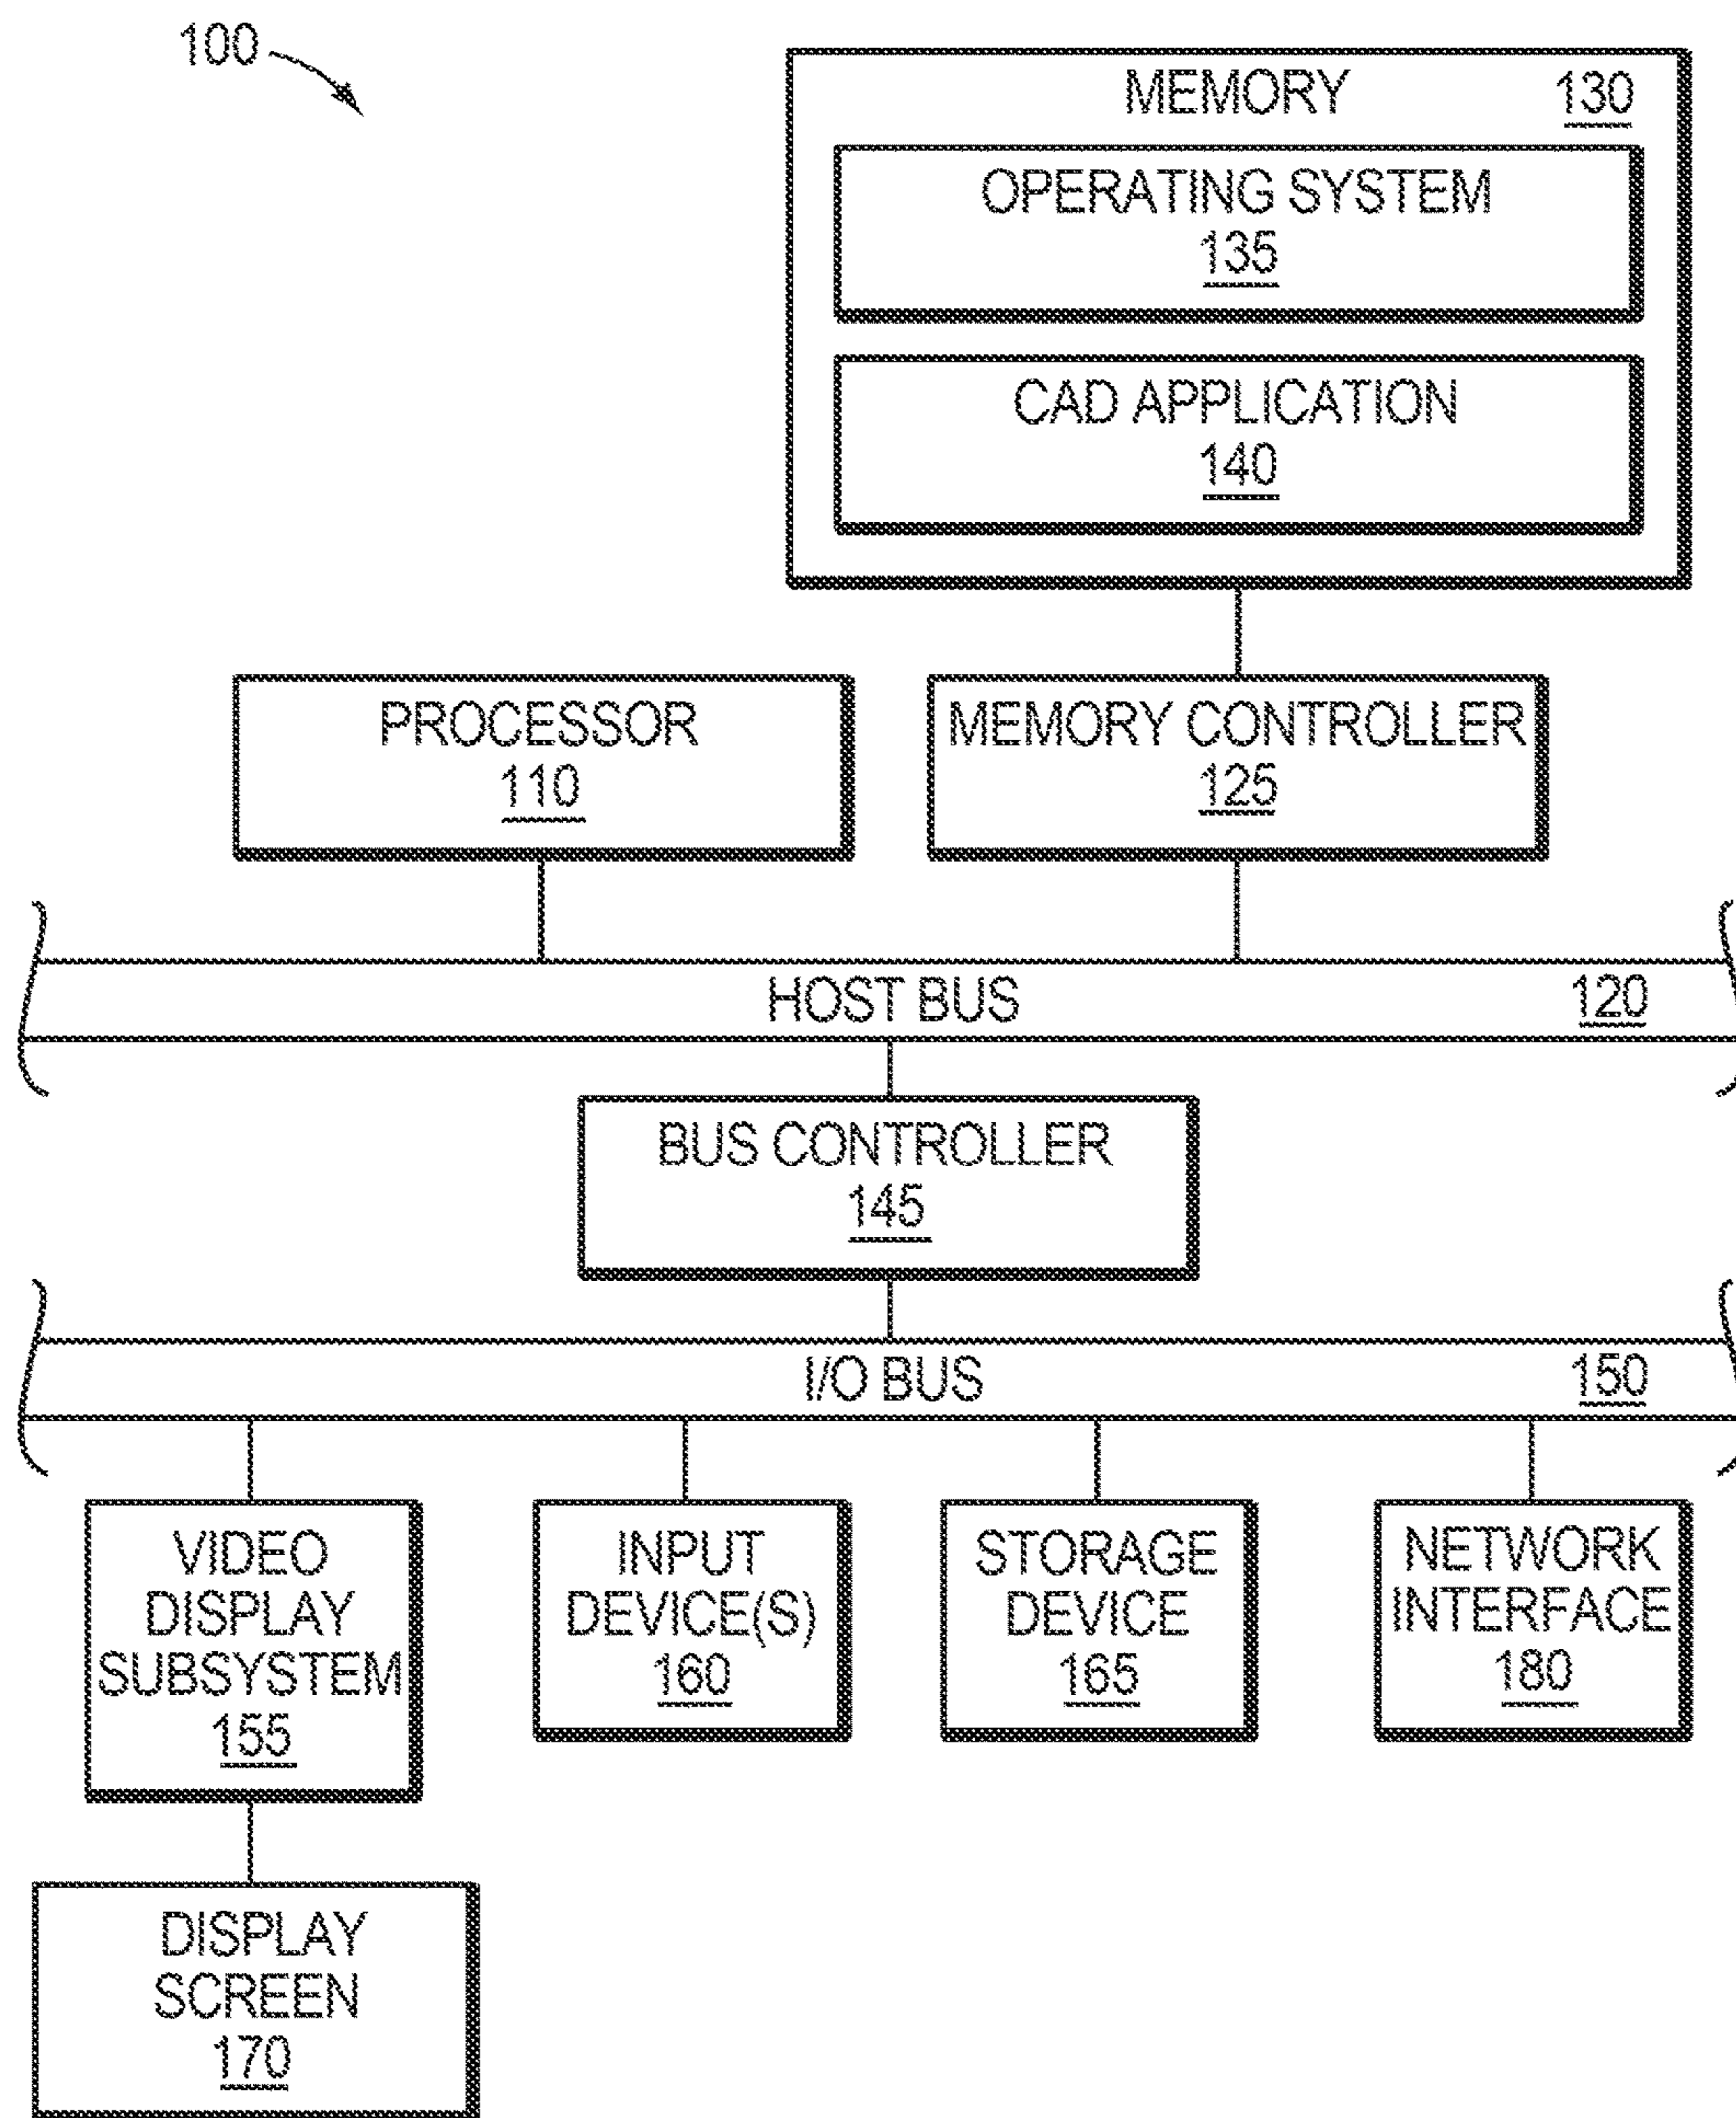 100
MEMORY 130
OPERATING SYSTEM
135
CAD APPLICATION
140
PROCESSOR
110
MEMORY CONTROLLER
125
HOST BUS 120
BUS CONTROLLER
145
I/O BUS 150
VIDEO
DISPLAY
SUBSYSTEM
155
INPUT
DEVICE(S)
160
STORAGE
DEVICE
165
NETWORK
INTERFACE
180
DISPLAY
SCREEN
170